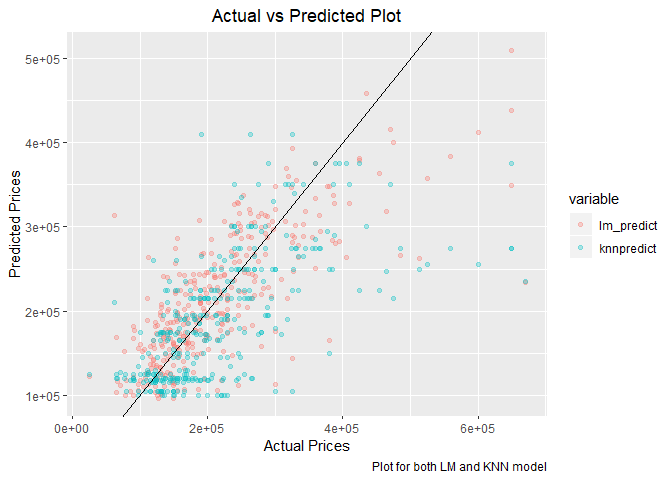 Actual vs Predicted Plot
5e+05
4e+05
3e+05
2e+05
1e+05
Predicted Prices
0e+00 2e+05 4e+05 6e+05
Actual Prices
variable
lm_predict
knnpredict
Plot for both LM and KNN model